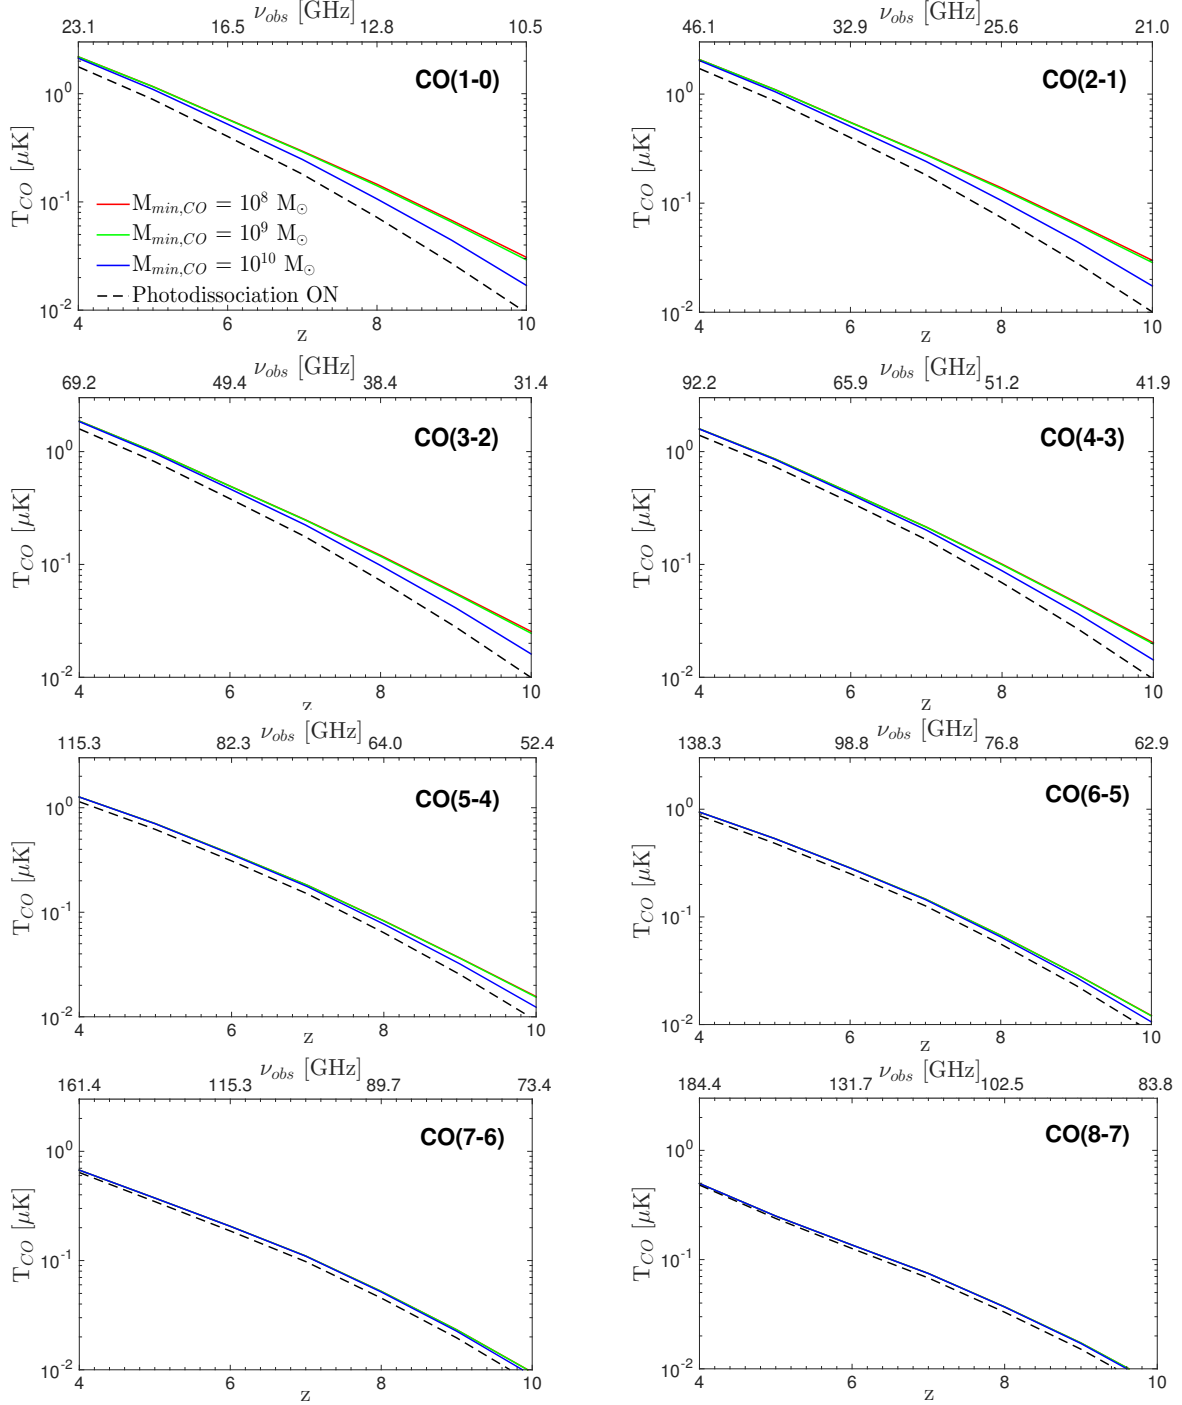 ν_obs [GHz]
23.1 16.5 12.8 10.5
CO(1-0)
T_CO [μK]
10^0
10^-1
10^-2
M_min,CO = 10^8 M_⊙
M_min,CO = 10^9 M_⊙
M_min,CO = 10^10 M_⊙
Photodissociation ON
4 6 8 10
z
ν_obs [GHz]
46.1 32.9 25.6 21.0
CO(2-1)
T_CO [μK]
10^0
10^-1
10^-2
4 6 8 10
z
ν_obs [GHz]
69.2 49.4 38.4 31.4
CO(3-2)
T_CO [μK]
10^0
10^-1
10^-2
4 6 8 10
z
ν_obs [GHz]
92.2 65.9 51.2 41.9
CO(4-3)
T_CO [μK]
10^0
10^-1
10^-2
4 6 8 10
z
ν_obs [GHz]
115.3 82.3 64.0 52.4
CO(5-4)
T_CO [μK]
10^0
10^-1
10^-2
4 6 8 10
z
ν_obs [GHz]
138.3 98.8 76.8 62.9
CO(6-5)
T_CO [μK]
10^0
10^-1
10^-2
4 6 8 10
z
ν_obs [GHz]
161.4 115.3 89.7 73.4
CO(7-6)
T_CO [μK]
10^0
10^-1
10^-2
4 6 8 10
z
ν_obs [GHz]
184.4 131.7 102.5 83.8
CO(8-7)
T_CO [μK]
10^0
10^-1
10^-2
4 6 8 10
z